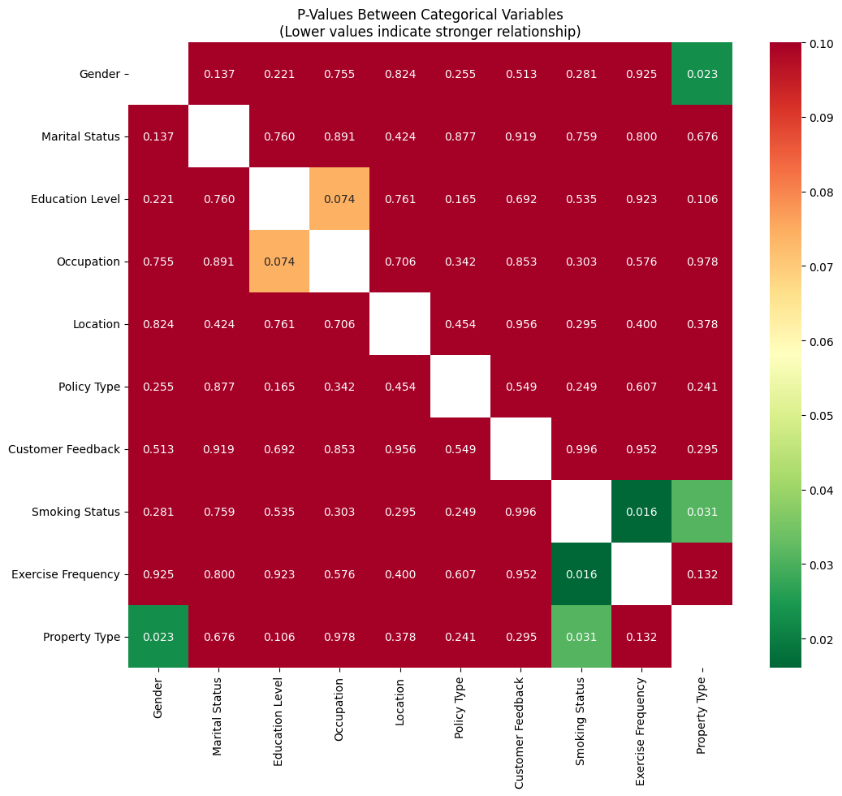 P-Values Between Categorical Variables
(Lower values indicate stronger relationship)
Gender 0.137 0.221 0.755 0.824 0.255 0.513 0.281 0.925 0.023
Marital Status 0.137 0.760 0.891 0.424 0.877 0.919 0.759 0.800 0.676
Education Level 0.221 0.760 0.074 0.761 0.165 0.692 0.535 0.923 0.106
Occupation 0.755 0.891 0.074 0.706 0.342 0.853 0.303 0.576 0.978
Location 0.824 0.424 0.761 0.706 0.454 0.956 0.295 0.400 0.378
Policy Type 0.255 0.877 0.165 0.342 0.454 0.549 0.249 0.607 0.241
Customer Feedback 0.513 0.919 0.692 0.853 0.956 0.549 0.996 0.952 0.295
Smoking Status 0.281 0.759 0.535 0.303 0.295 0.249 0.996 0.016 0.031
Exercise Frequency 0.925 0.800 0.923 0.576 0.400 0.607 0.952 0.016 0.132
Property Type 0.023 0.676 0.106 0.978 0.378 0.241 0.295 0.031 0.132
Gender
Marital Status
Education Level
Occupation
Location
Policy Type
Customer Feedback
Smoking Status
Exercise Frequency
Property Type
0.10
0.09
0.08
0.07
0.06
0.05
0.04
0.03
0.02